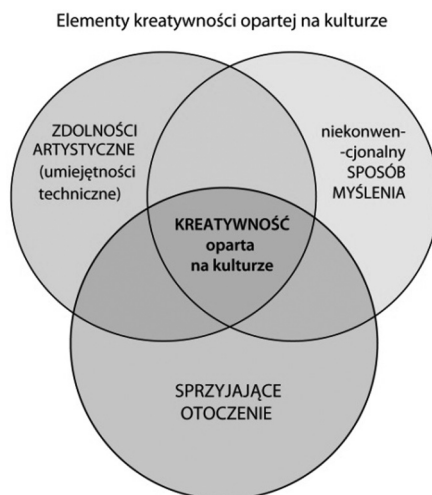 Elementy kreatywności opartej na kulturze
ZDOLNOŚCI
ARTYSTYCZNE
(umiejętności
techniczne)
niekonwen-
-cjonalny
SPOSÓB
MYŚLENIA
KREATYWNOŚĆ
oparta
na kulturze
SPRZYJAJĄCE
OTOCZENIE